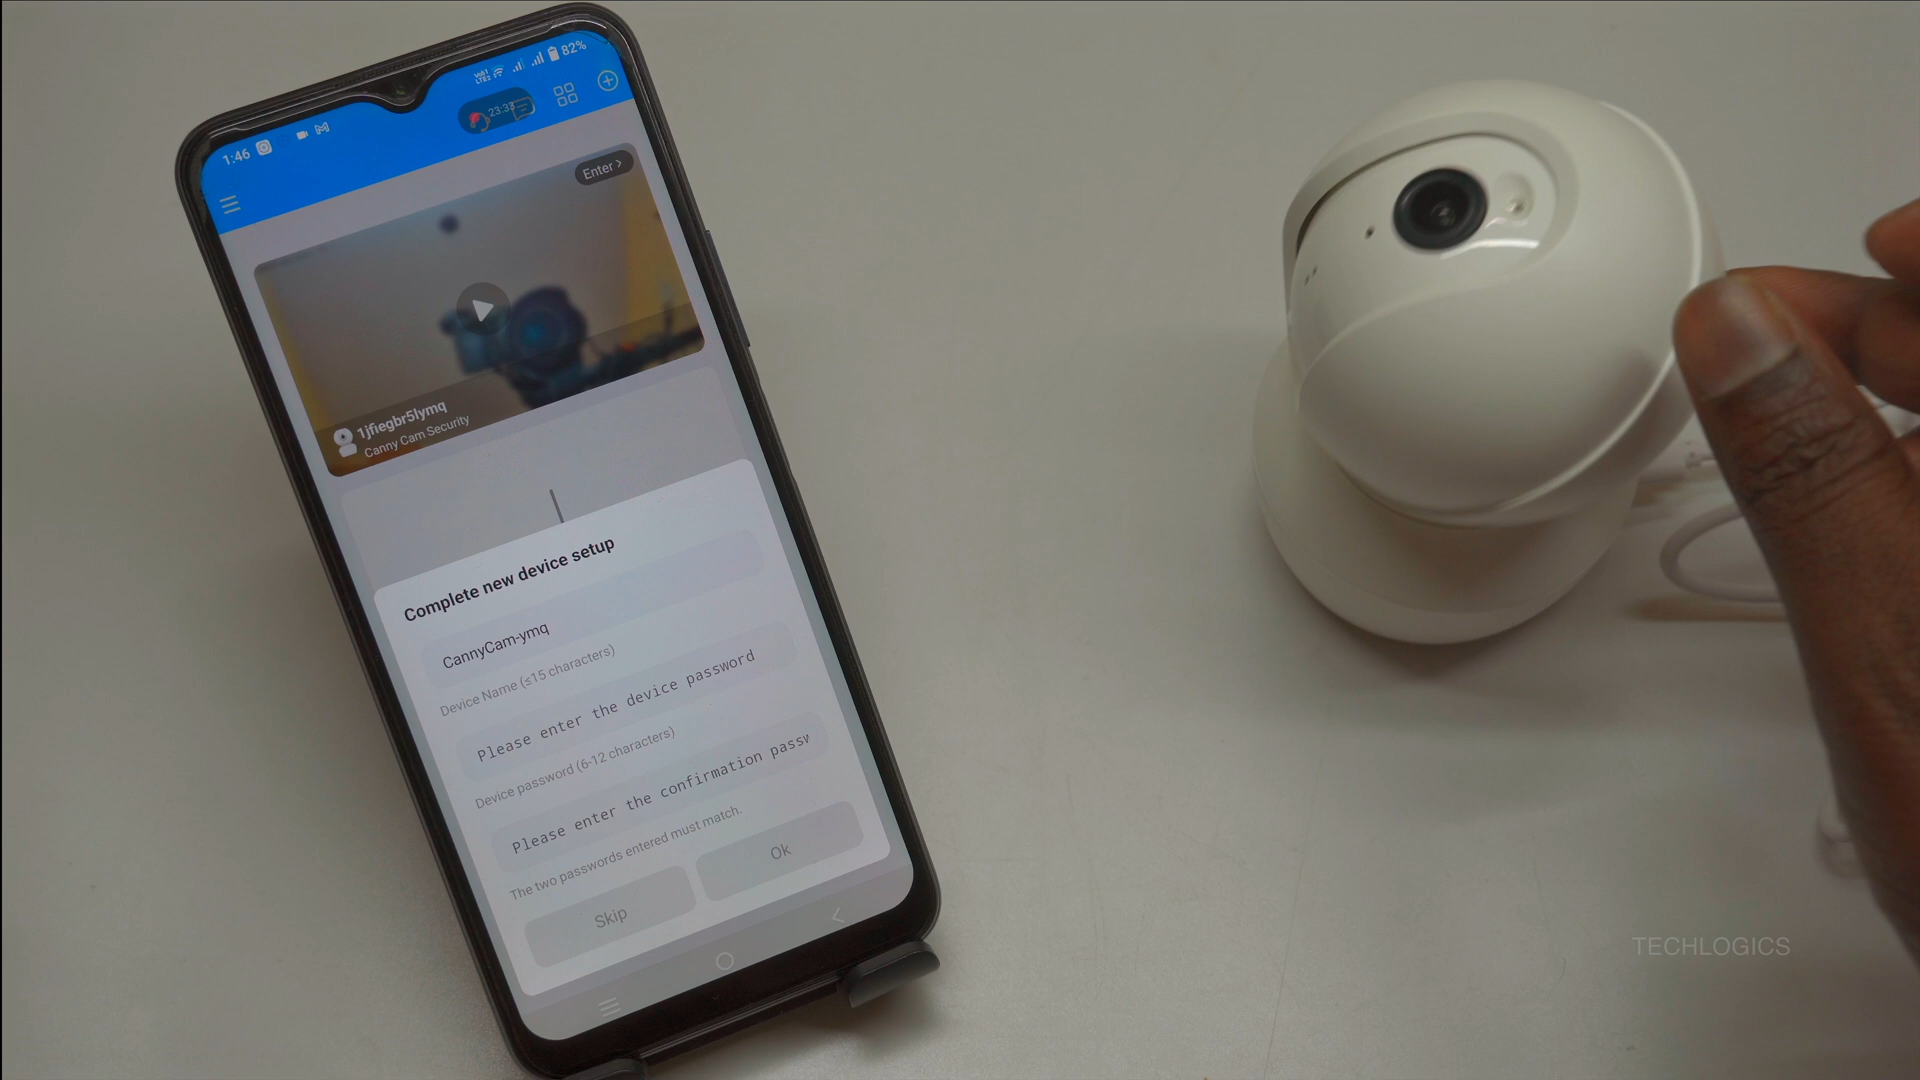 82%
1:46
23:33
Enter >
1jfiegbr5lymq
Canny Cam Security
Complete new device setup
CannyCam-ymq
Device Name (≤15 characters)
Please enter the device password
Device password (6-12 characters)
Please enter the confirmation passw
The two passwords entered must match.
Skip
Ok
TECHLOGICS